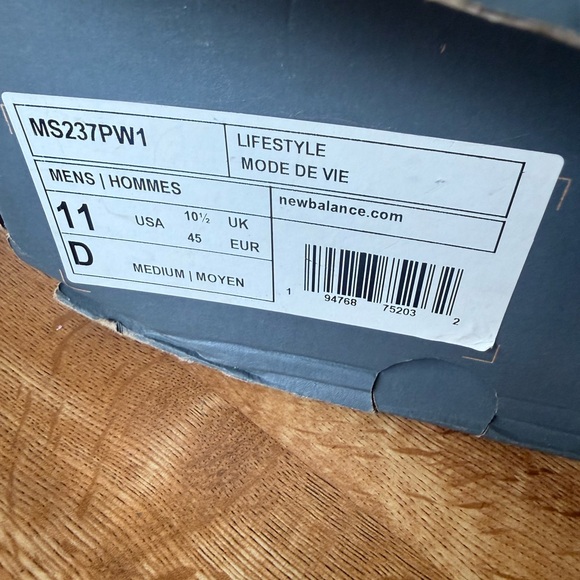 MS237PW1
LIFESTYLE
MODE DE VIE
MENS | HOMMES
newbalance.com
11 USA 10½ UK
45 EUR
D MEDIUM | MOYEN
1 94768 75203 2